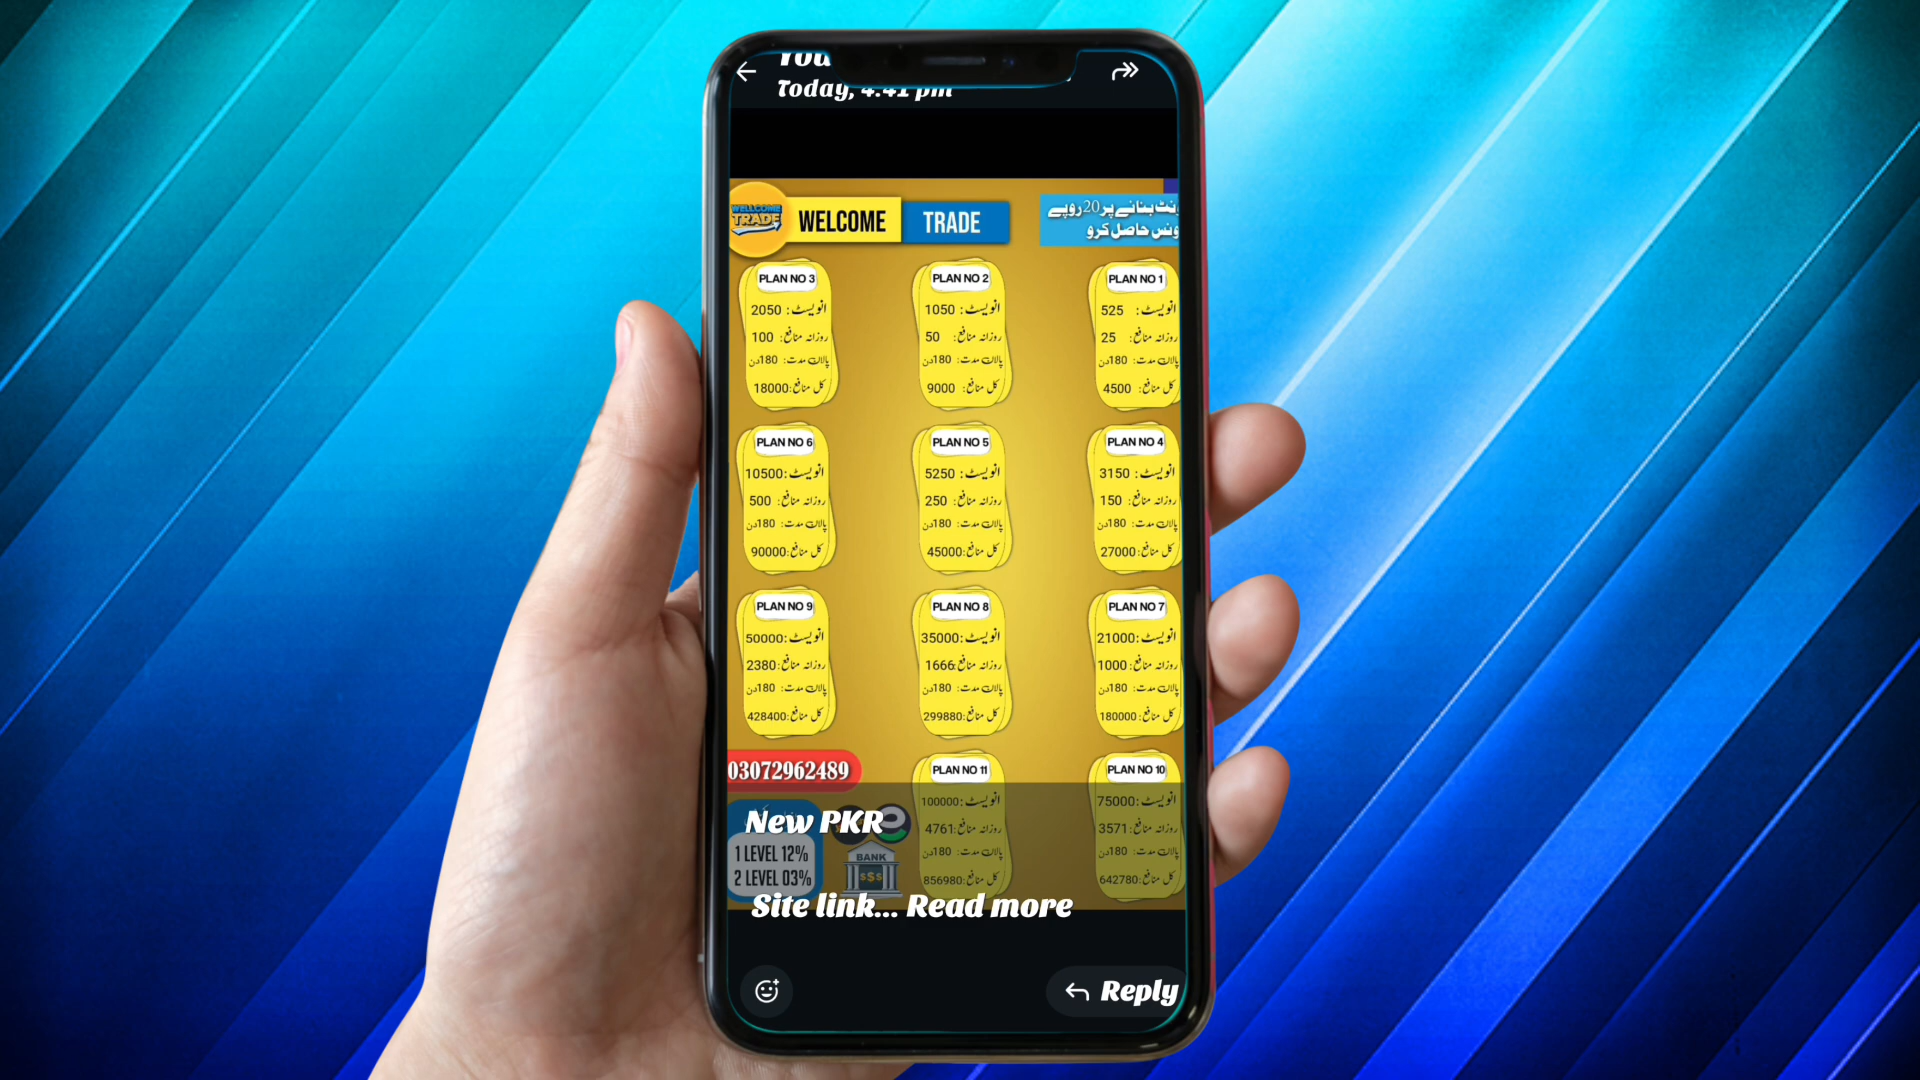 You
Today, 4:41 pm
WELLCOME
TRADE
WELCOME TRADE
نٹ بنانے پر 20 روپے
ونس حاصل کرو
PLAN NO 3
انویسٹ: 2050
روزانہ منافع: 100
پالان مدت: 180دن
کل منافع:18000
PLAN NO 2
انویسٹ: 1050
روزانہ منافع: 50
پالان مدت: 180دن
کل منافع: 9000
PLAN NO 1
انویسٹ: 525
روزانہ منافع: 25
پالان مدت: 180دن
کل منافع: 4500
PLAN NO 6
انویسٹ:10500
روزانہ منافع: 500
پالان مدت: 180دن
کل منافع:90000
PLAN NO 5
انویسٹ: 5250
روزانہ منافع: 250
پالان مدت: 180دن
کل منافع:45000
PLAN NO 4
انویسٹ: 3150
روزانہ منافع: 150
پالان مدت: 180دن
کل منافع:27000
PLAN NO 9
انویسٹ:50000
روزانہ منافع:2380
پالان مدت: 180دن
کل منافع:428400
PLAN NO 8
انویسٹ:35000
روزانہ منافع:1666
پالان مدت: 180دن
کل منافع:299880
PLAN NO 7
انویسٹ:21000
روزانہ منافع:1000
پالان مدت: 180دن
کل منافع:180000
03072962489
PLAN NO 11
انویسٹ:100000
روزانہ منافع:4761
پالان مدت: 180دن
کل منافع:856980
PLAN NO 10
انویسٹ:75000
روزانہ منافع:3571
پالان مدت: 180دن
کل منافع:642780
New PKR
1 LEVEL 12%
2 LEVEL 03%
BANK
$$$
Site link... Read more
Reply